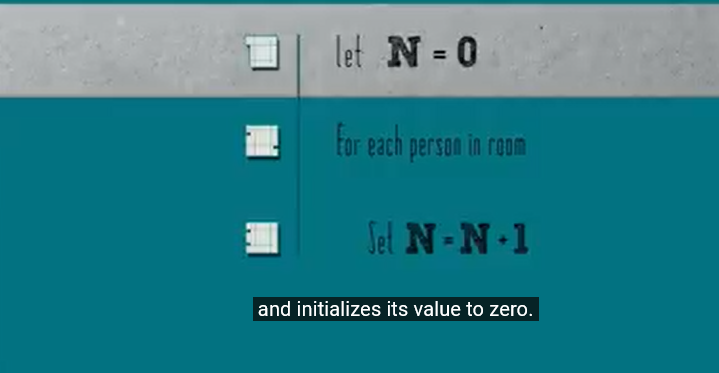 let N = 0
For each person in room
Set N = N + 1
and initializes its value to zero.